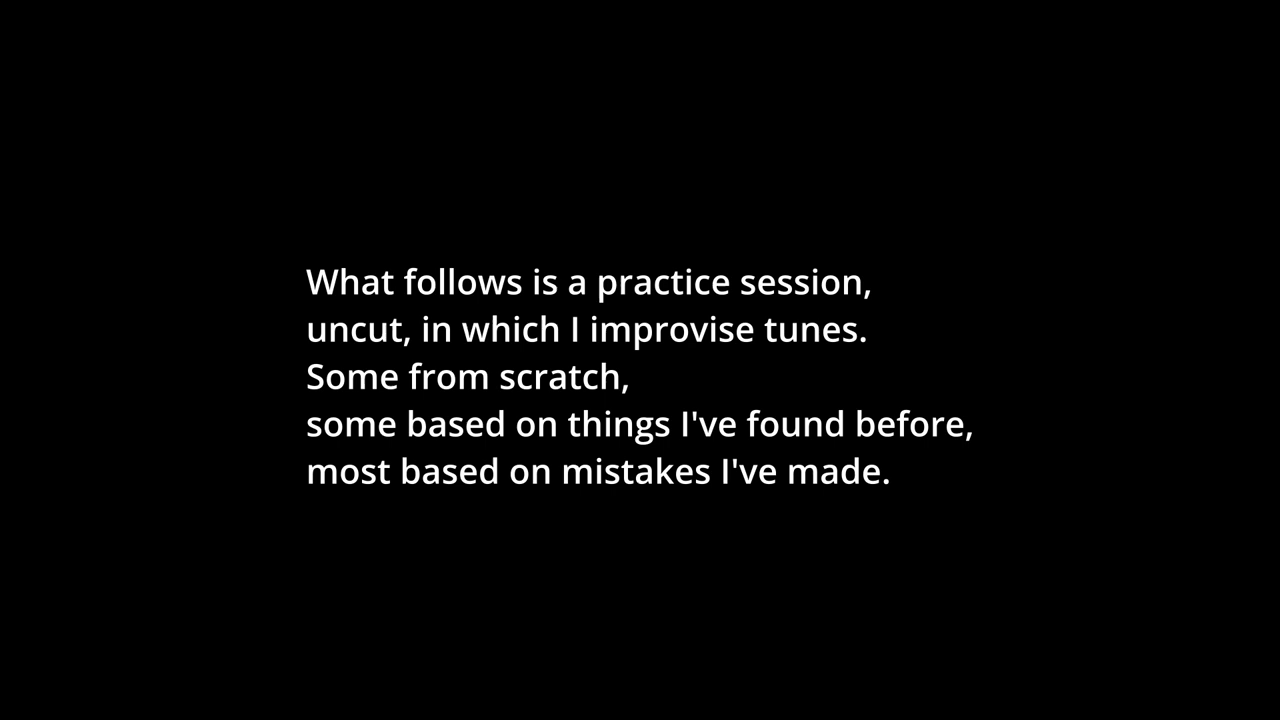 What follows is a practice session,
uncut, in which I improvise tunes.
Some from scratch,
some based on things I've found before,
most based on mistakes I've made.